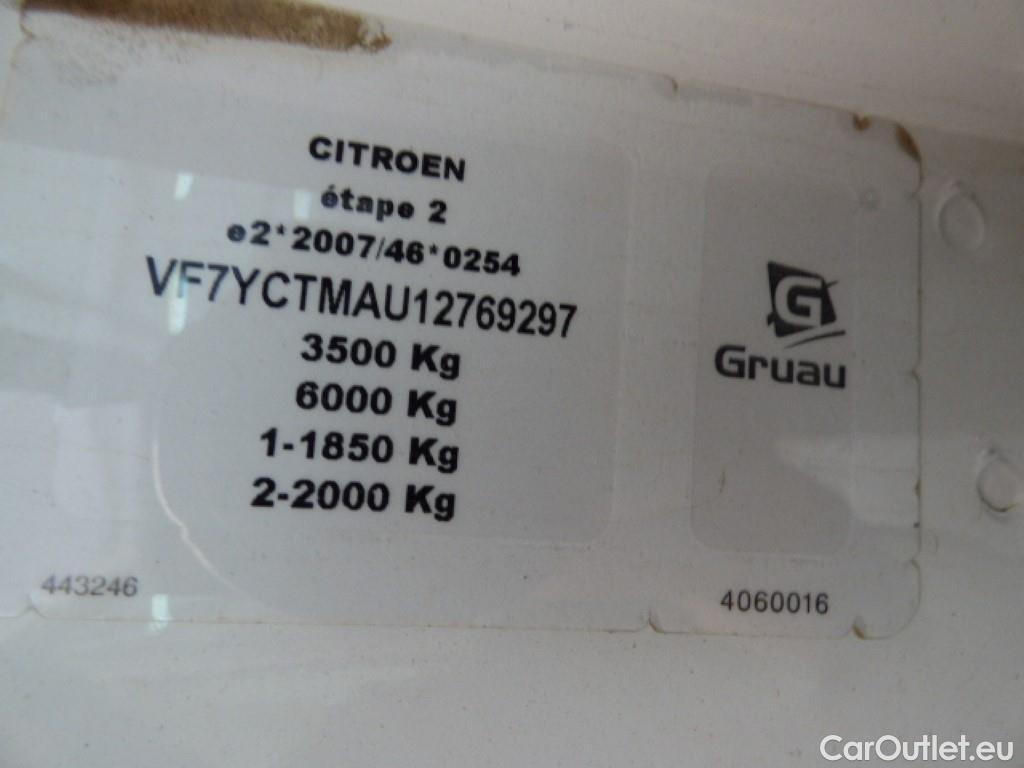 CITROEN
étape 2
e2*2007/46*0254
VF7YCTMAU12769297
3500 Kg
6000 Kg
1-1850 Kg
2-2000 Kg
G
Gruau
443246
4060016
CarOutlet.eu